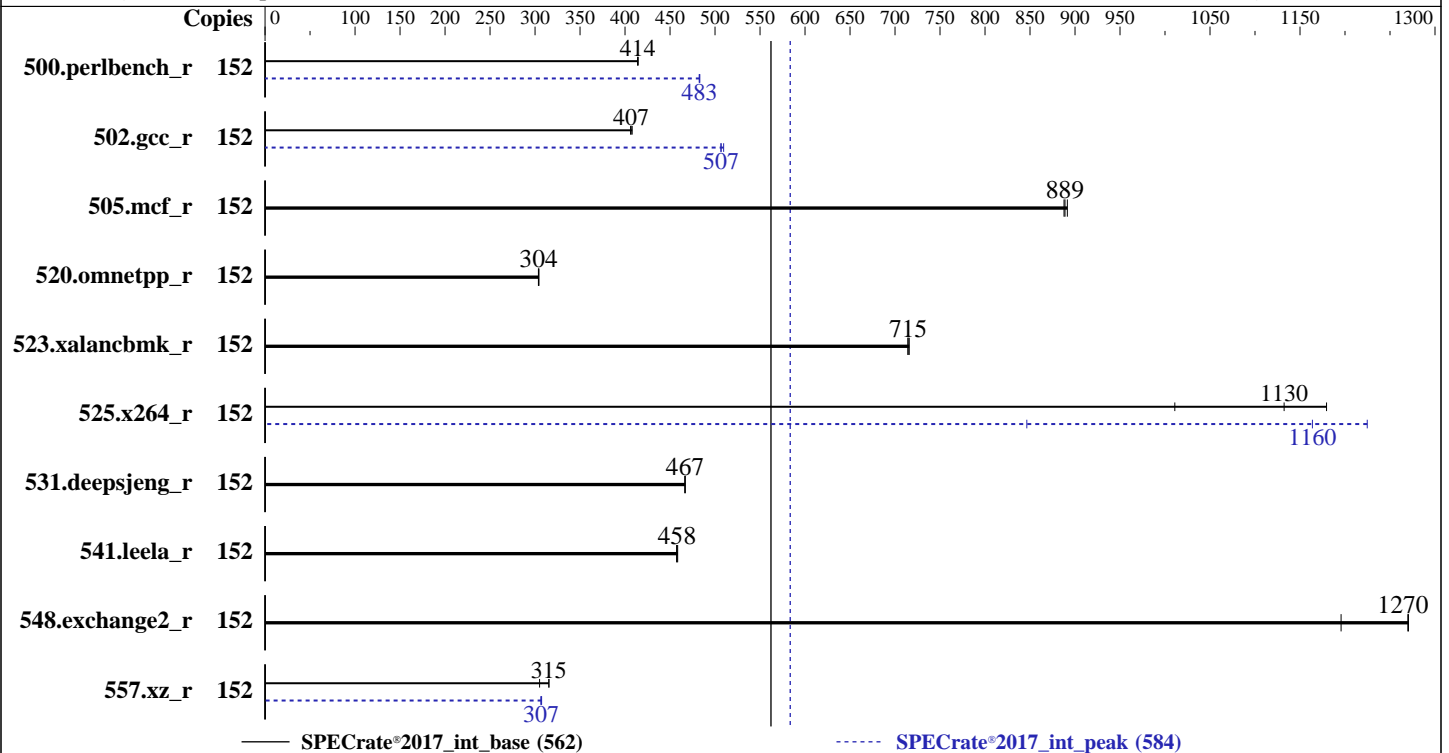 Copies 0 100 150 200 250 300 350 400 450 500 550 600 650 700 750 800 850 900 950 1050 1150 1300
500.perlbench_r 152 414
483
502.gcc_r 152 407
507
505.mcf_r 152 889
520.omnetpp_r 152 304
523.xalancbmk_r 152 715
525.x264_r 152 1130
1160
531.deepsjeng_r 152 467
541.leela_r 152 458
548.exchange2_r 152 1270
557.xz_r 152 315
307
SPECrate®2017_int_base (562) SPECrate®2017_int_peak (584)